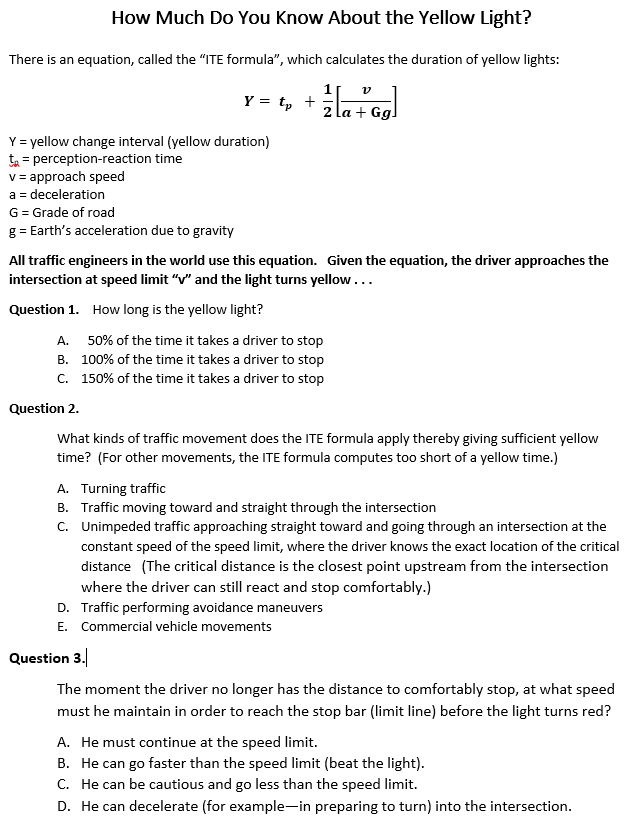 How Much Do You Know About the Yellow Light?
There is an equation, called the “ITE formula”, which calculates the duration of yellow lights:
Y = tₚ + 1/2[v/(a + Gg)]
Y = yellow change interval (yellow duration)
tₚ = perception-reaction time
v = approach speed
a = deceleration
G = Grade of road
g = Earth’s acceleration due to gravity
All traffic engineers in the world use this equation. Given the equation, the driver approaches the
intersection at speed limit “v” and the light turns yellow . . .
Question 1. How long is the yellow light?
A. 50% of the time it takes a driver to stop
B. 100% of the time it takes a driver to stop
C. 150% of the time it takes a driver to stop
Question 2.
What kinds of traffic movement does the ITE formula apply thereby giving sufficient yellow
time? (For other movements, the ITE formula computes too short of a yellow time.)
A. Turning traffic
B. Traffic moving toward and straight through the intersection
C. Unimpeded traffic approaching straight toward and going through an intersection at the
constant speed of the speed limit, where the driver knows the exact location of the critical
distance (The critical distance is the closest point upstream from the intersection
where the driver can still react and stop comfortably.)
D. Traffic performing avoidance maneuvers
E. Commercial vehicle movements
Question 3.
The moment the driver no longer has the distance to comfortably stop, at what speed
must he maintain in order to reach the stop bar (limit line) before the light turns red?
A. He must continue at the speed limit.
B. He can go faster than the speed limit (beat the light).
C. He can be cautious and go less than the speed limit.
D. He can decelerate (for example—in preparing to turn) into the intersection.